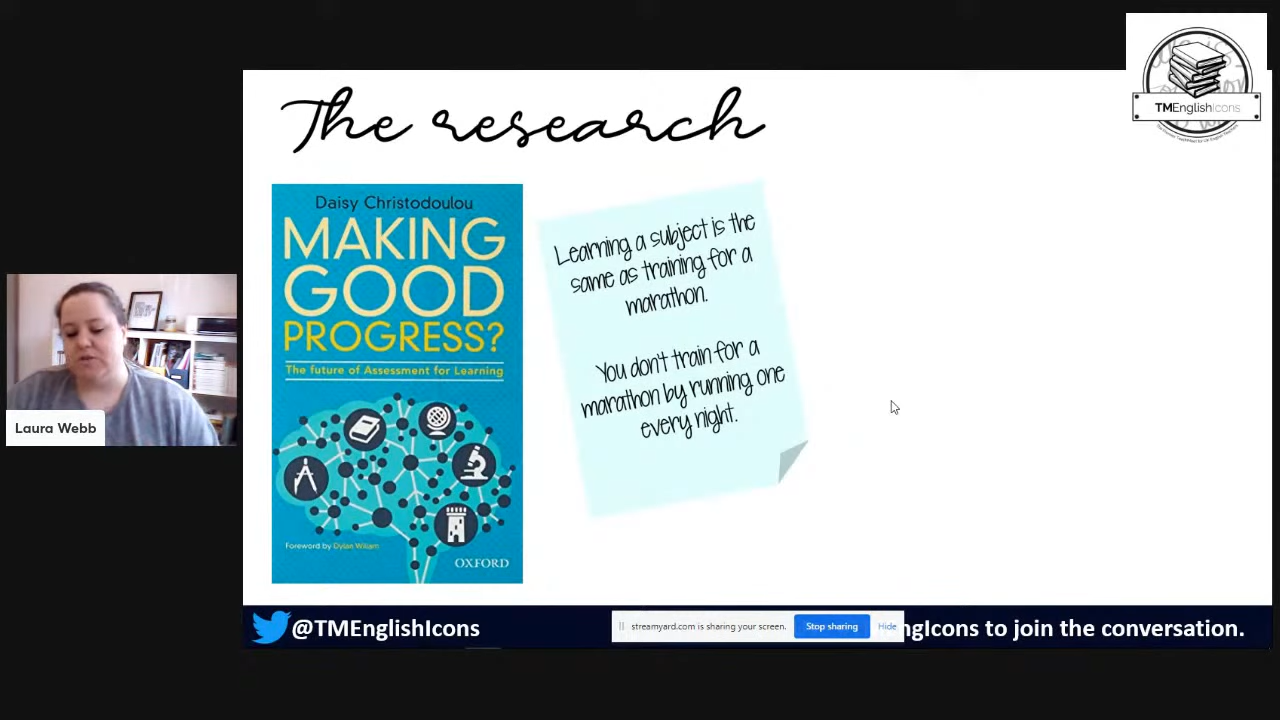 The research
TMEnglishIcons
Daisy Christodoulou
MAKING
GOOD
PROGRESS?
The future of Assessment for Learning
Foreword by Dylan Wiliam
OXFORD
Learning a subject is the
same as training for a
marathon.
You don't train for a
marathon by running one
every night.
Laura Webb
@TMEnglishIcons
streamyard.com is sharing your screen.
Stop sharing
Hide
ngIcons to join the conversation.